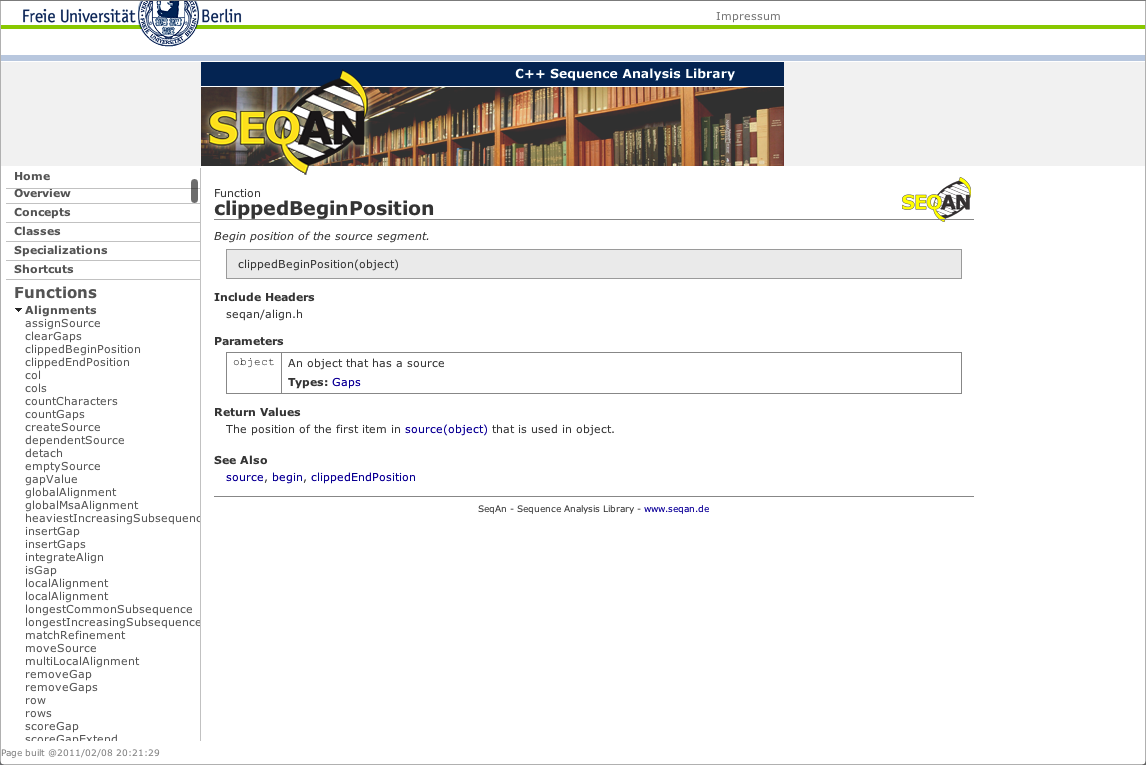 Freie Universität Berlin
Impressum
C++ Sequence Analysis Library
SEQAN
Home
Overview
Concepts
Classes
Specializations
Shortcuts
Functions
Alignments
assignSource
clearGaps
clippedBeginPosition
clippedEndPosition
col
cols
countCharacters
countGaps
createSource
dependentSource
detach
emptySource
gapValue
globalAlignment
globalMsaAlignment
heaviestIncreasingSubsequenc
insertGap
insertGaps
integrateAlign
isGap
localAlignment
localAlignment
longestCommonSubsequence
longestIncreasingSubsequence
matchRefinement
moveSource
multiLocalAlignment
removeGap
removeGaps
row
rows
scoreGap
scoreGapExtend
Page built @2011/02/08 20:21:29
Function
clippedBeginPosition
SEQAN
Begin position of the source segment.
clippedBeginPosition(object)
Include Headers
seqan/align.h
Parameters
object An object that has a source
Types: Gaps
Return Values
The position of the first item in source(object) that is used in object.
See Also
source, begin, clippedEndPosition
SeqAn - Sequence Analysis Library - www.seqan.de